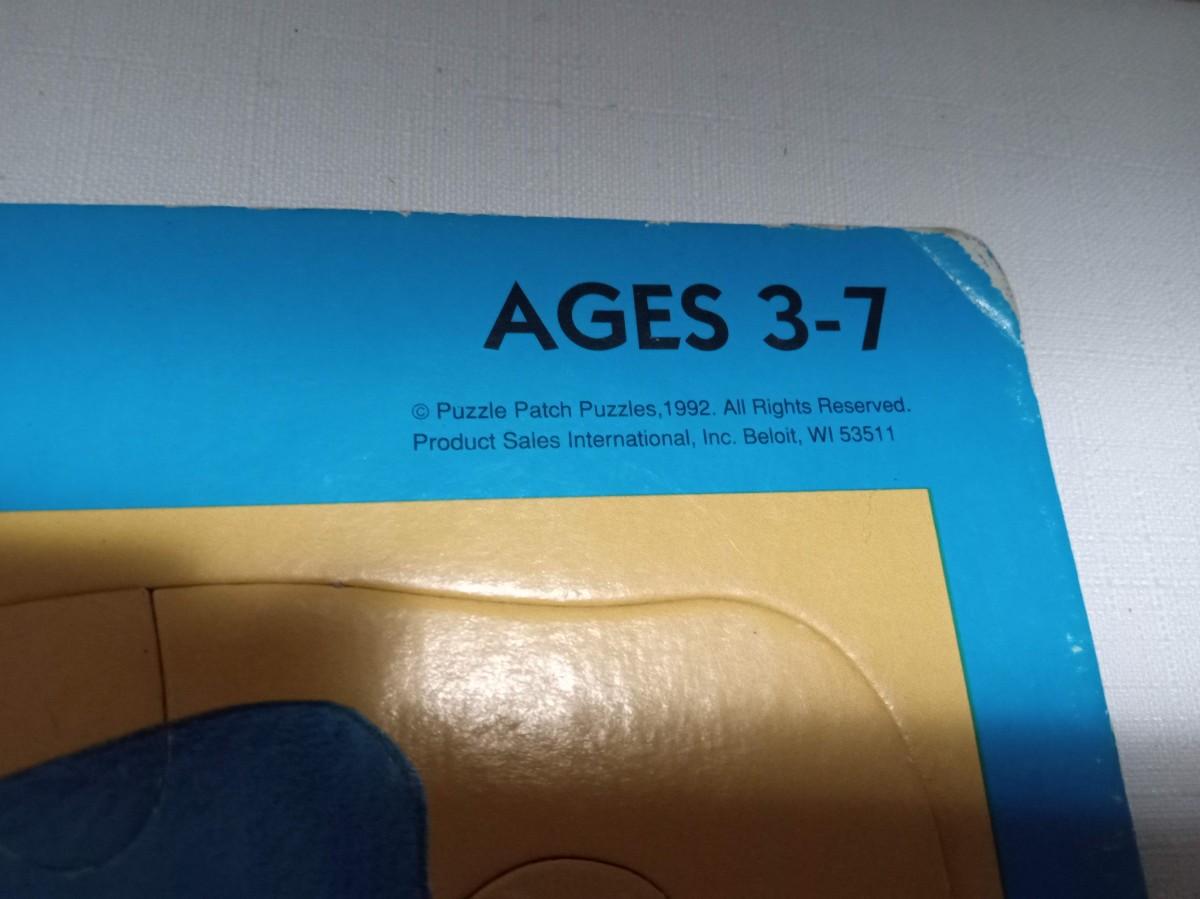 AGES 3-7
© Puzzle Patch Puzzles,1992. All Rights Reserved.
Product Sales International, Inc. Beloit, WI 53511